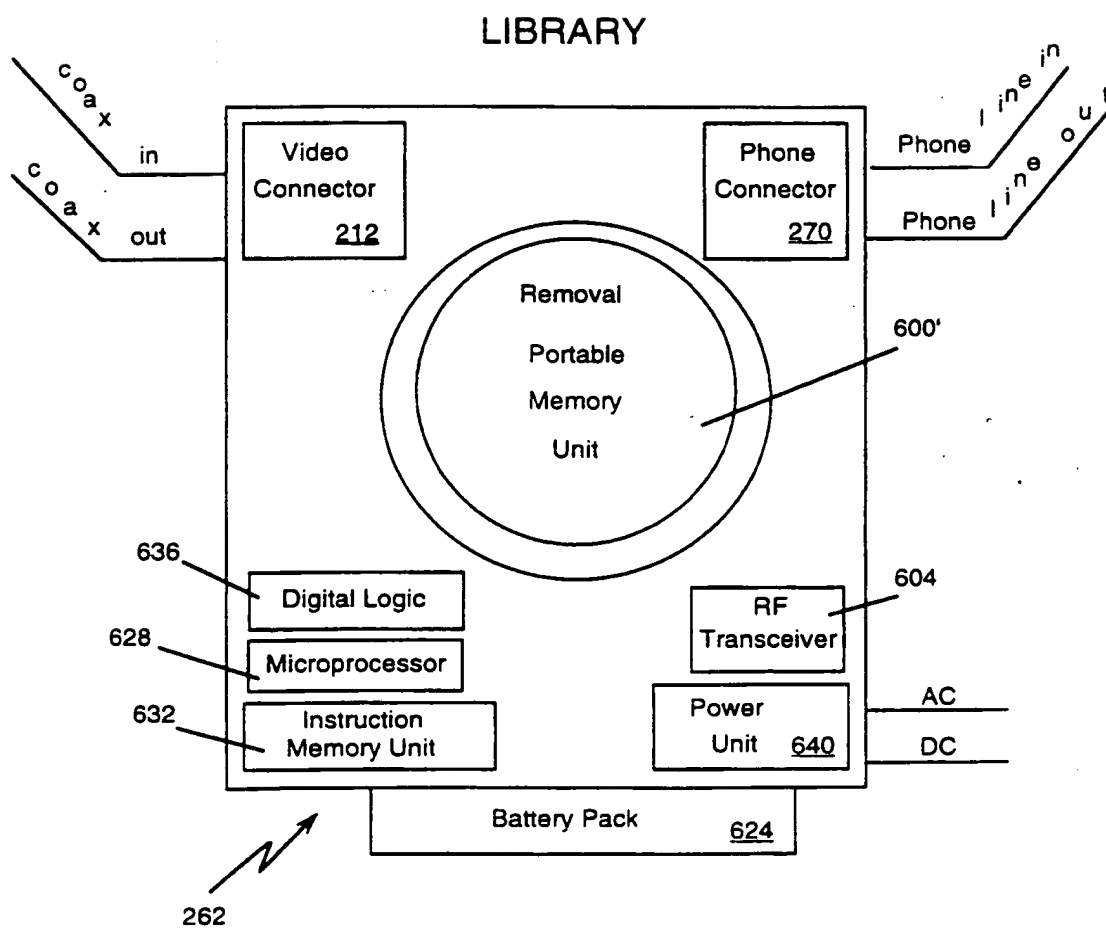 LIBRARY
coax
in
coax
out
Video
Connector
212
Phone
Connector
270
Phone line in
Phone line out
Removal
Portable
Memory
Unit
600'
636
Digital Logic
628
Microprocessor
632
Instruction
Memory Unit
RF
Transceiver
604
Power
Unit
640
AC
DC
Battery Pack
624
262